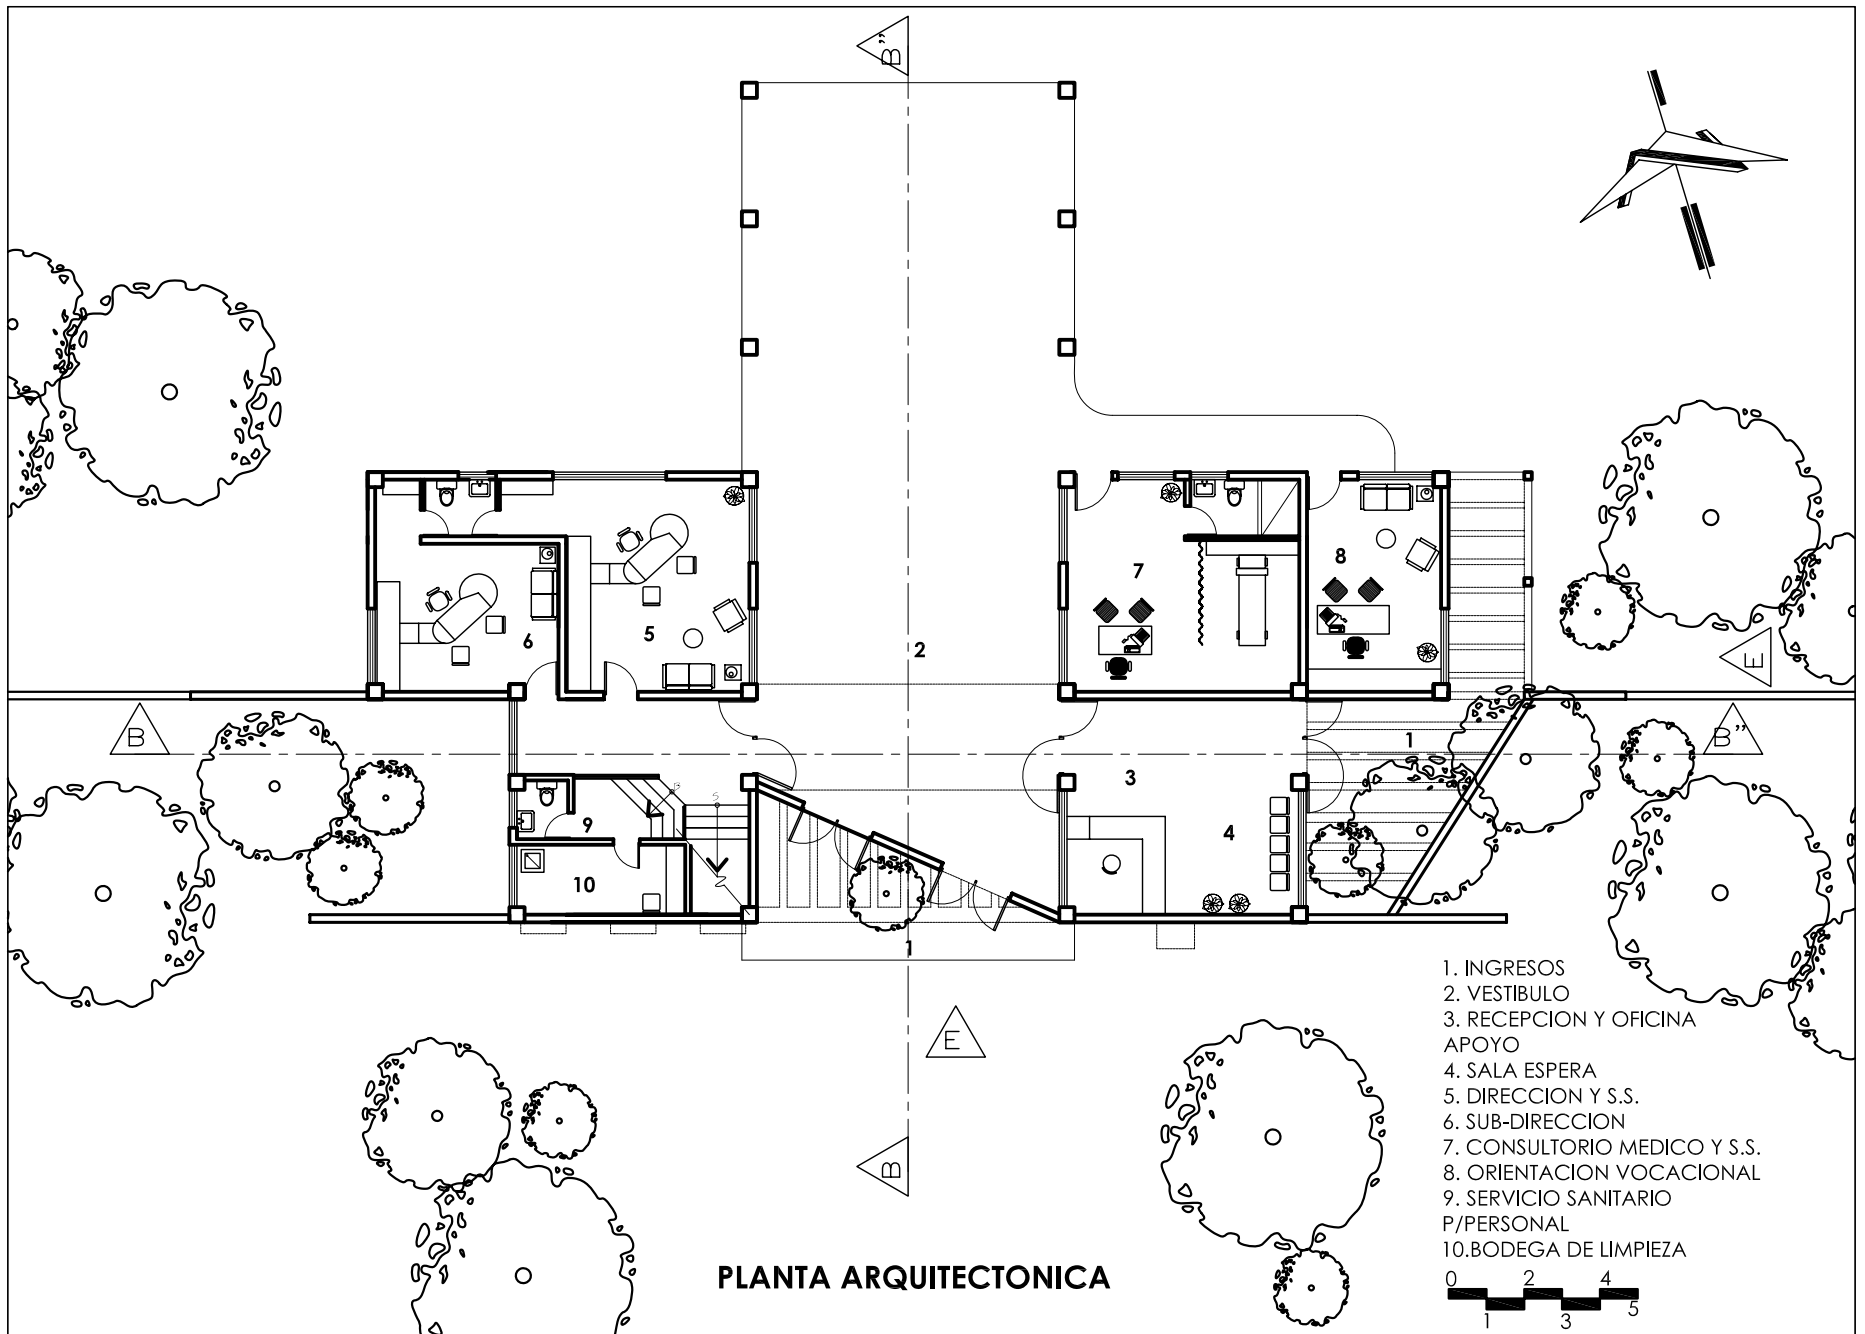 B''
8
7
6
5
2
E
B
1
B''
3
B
S
9
4
10
1
1. INGRESOS
2. VESTIBULO
E
3. RECEPCION Y OFICINA
APOYO
4. SALA ESPERA
5. DIRECCION Y S.S.
6. SUB-DIRECCION
7. CONSULTORIO MEDICO Y S.S.
B
8. ORIENTACION VOCACIONAL
9. SERVICIO SANITARIO
P/PERSONAL
10.BODEGA DE LIMPIEZA
PLANTA ARQUITECTONICA
0 2 4
1 3 5